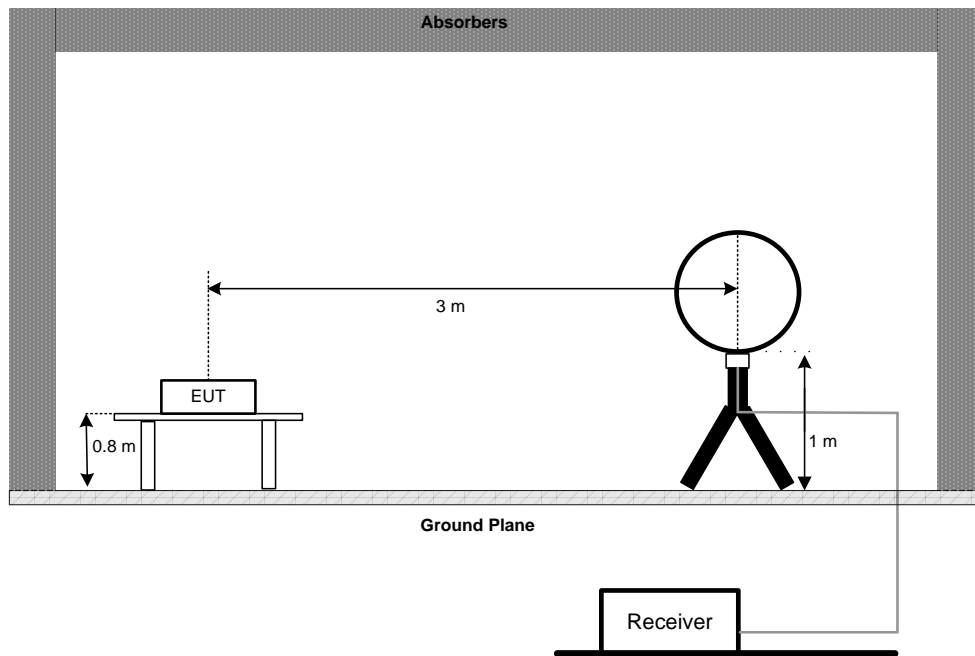 Absorbers
3 m
EUT
0.8 m
1 m
Ground Plane
Receiver